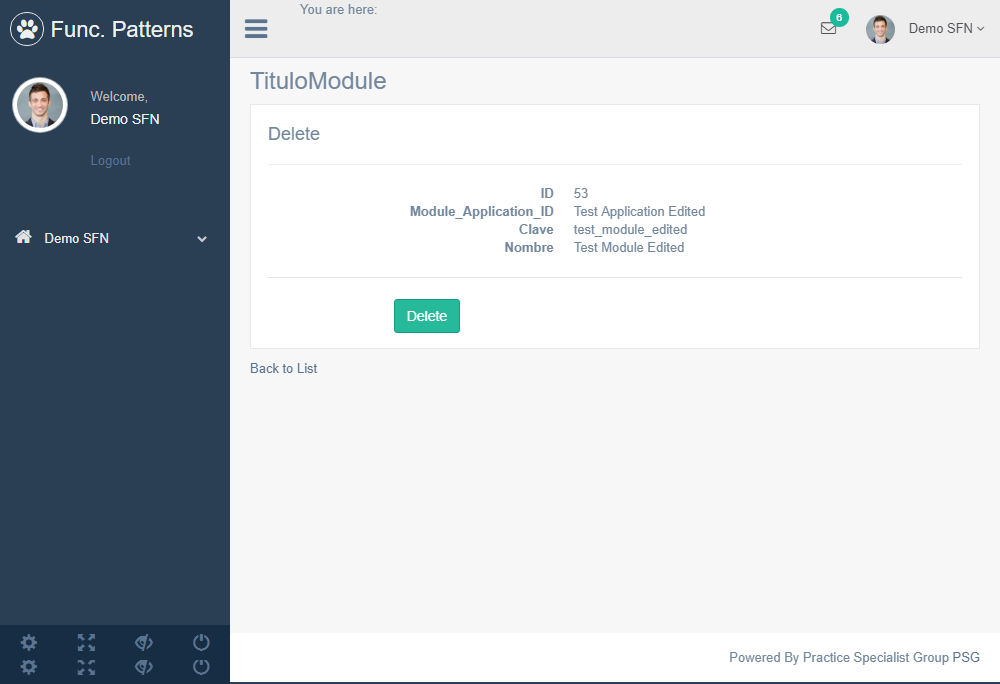 Func. Patterns
You are here:
6
Demo SFN
Welcome,
Demo SFN
Logout
Demo SFN
TituloModule
Delete
ID 53
Module_Application_ID Test Application Edited
Clave test_module_edited
Nombre Test Module Edited
Delete
Back to List
Powered By Practice Specialist Group PSG